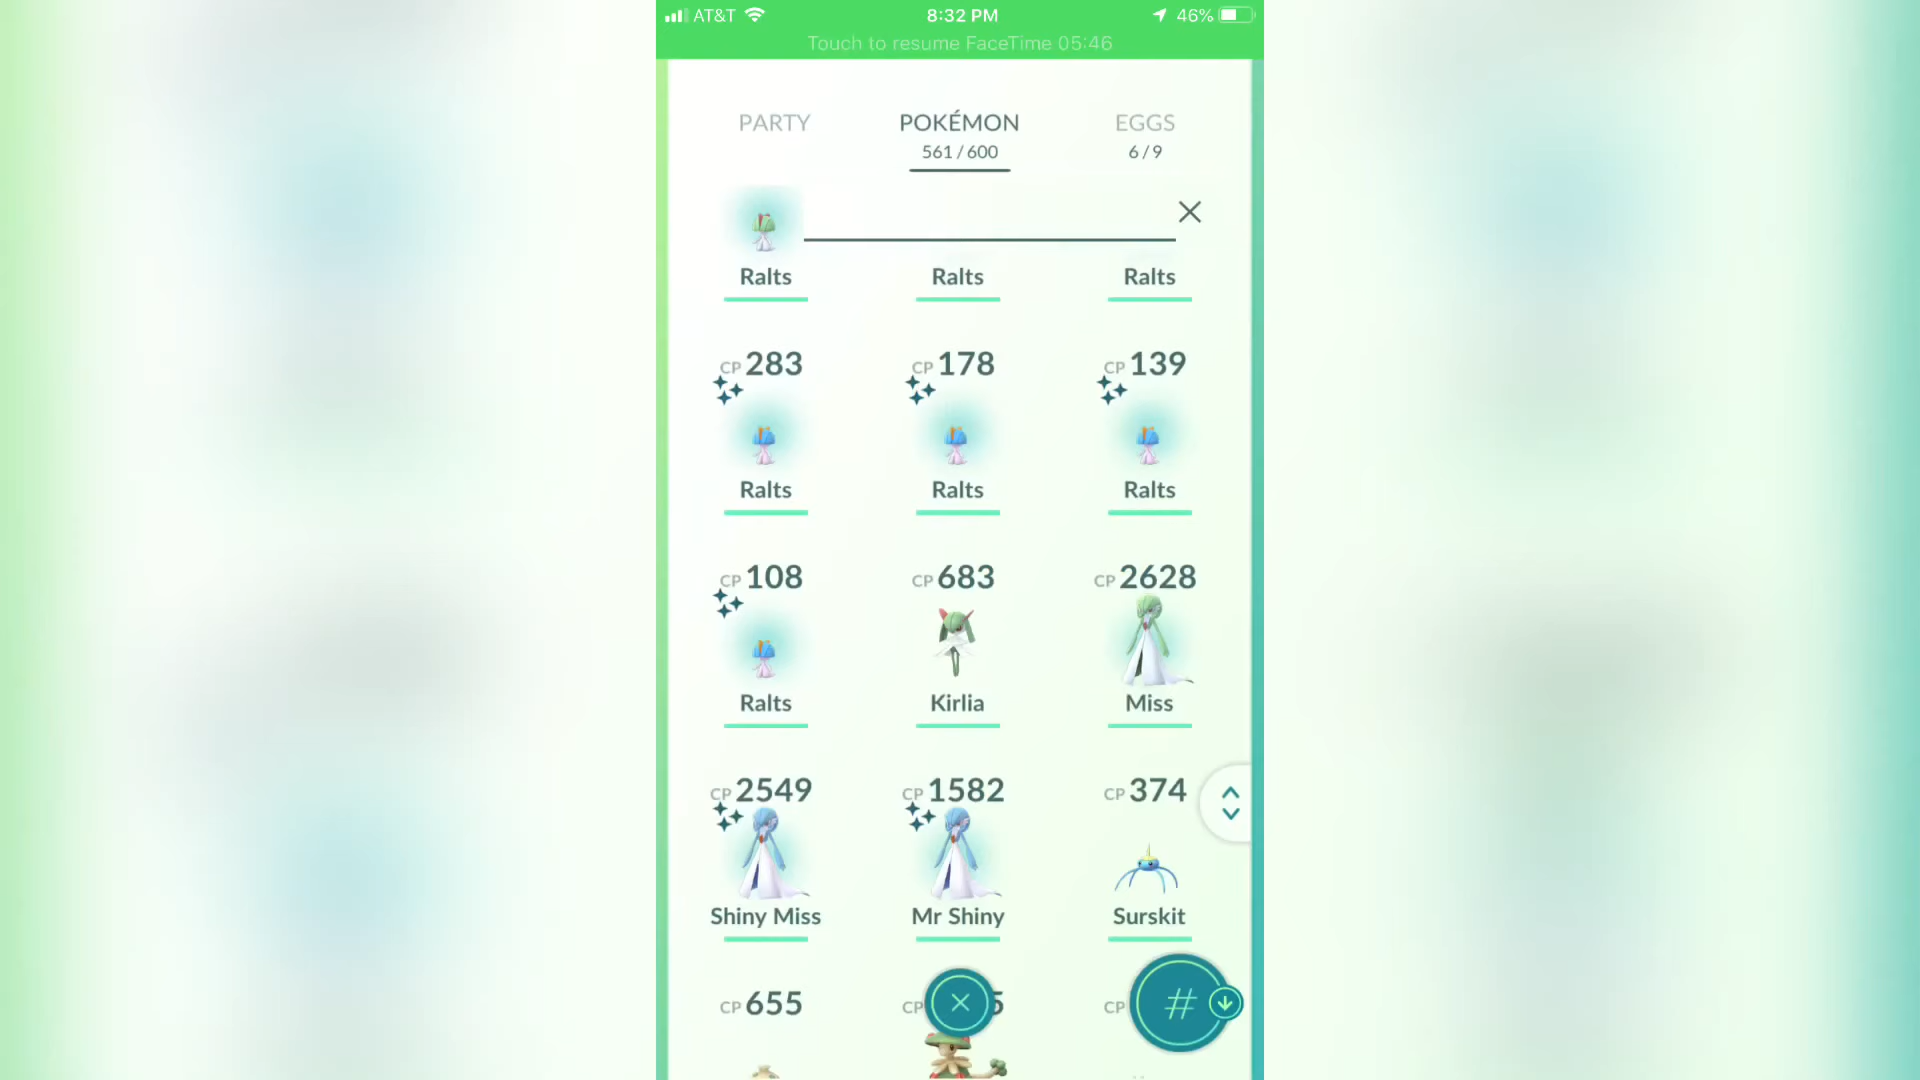 AT&T 8:32 PM 46%
Touch to resume FaceTime 05:46
PARTY POKÉMON EGGS
561 / 600 6 / 9
Ralts Ralts Ralts
CP 283 CP 178 CP 139
Ralts Ralts Ralts
CP 108 CP 683 CP 2628
Ralts Kirlia Miss
CP 2549 CP 1582 CP 374
Shiny Miss Mr Shiny Surskit
CP 655 CP 5 CP #